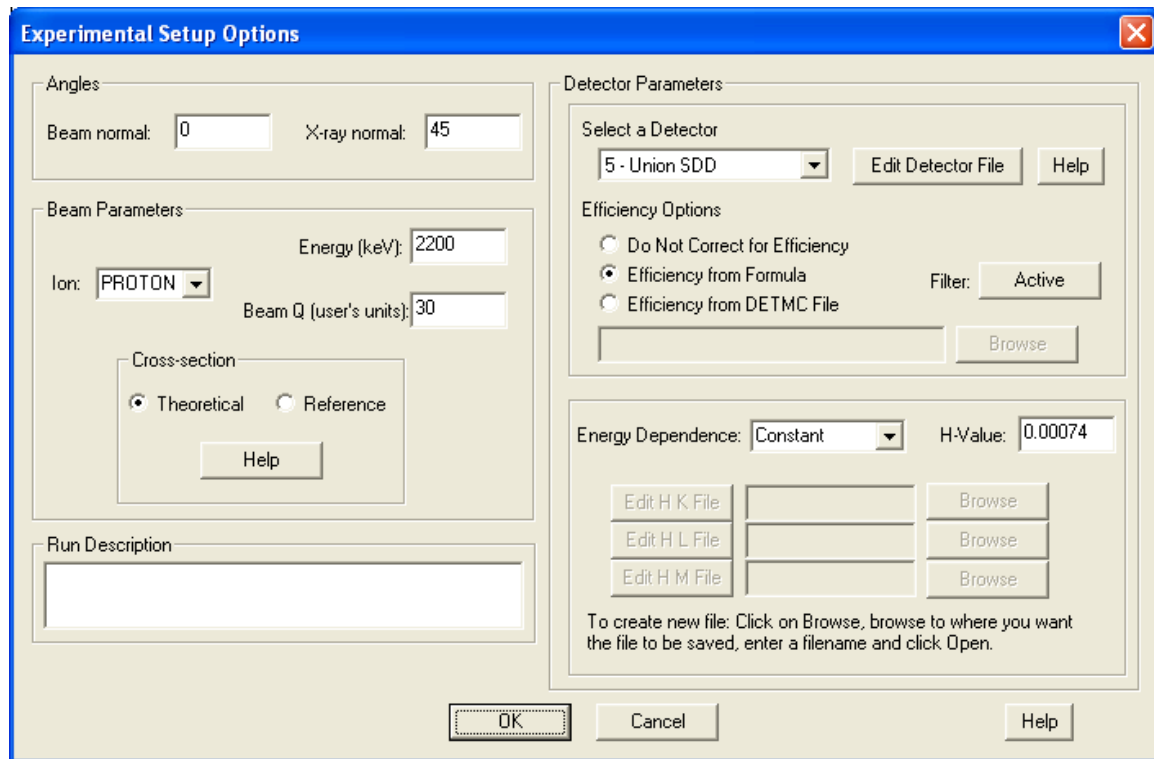 Experimental Setup Options
Angles
Beam normal: 0 X-ray normal: 45
Beam Parameters
Energy (keV): 2200
Ion: PROTON
Beam Q (user's units): 30
Cross-section
Theoretical Reference
Help
Run Description
Detector Parameters
Select a Detector
5 - Union SDD Edit Detector File Help
Efficiency Options
Do Not Correct for Efficiency
Efficiency from Formula Filter: Active
Efficiency from DETMC File
Browse
Energy Dependence: Constant H-Value: 0.00074
Edit H K File Browse
Edit H L File Browse
Edit H M File Browse
To create new file: Click on Browse, browse to where you want
the file to be saved, enter a filename and click Open.
OK Cancel Help